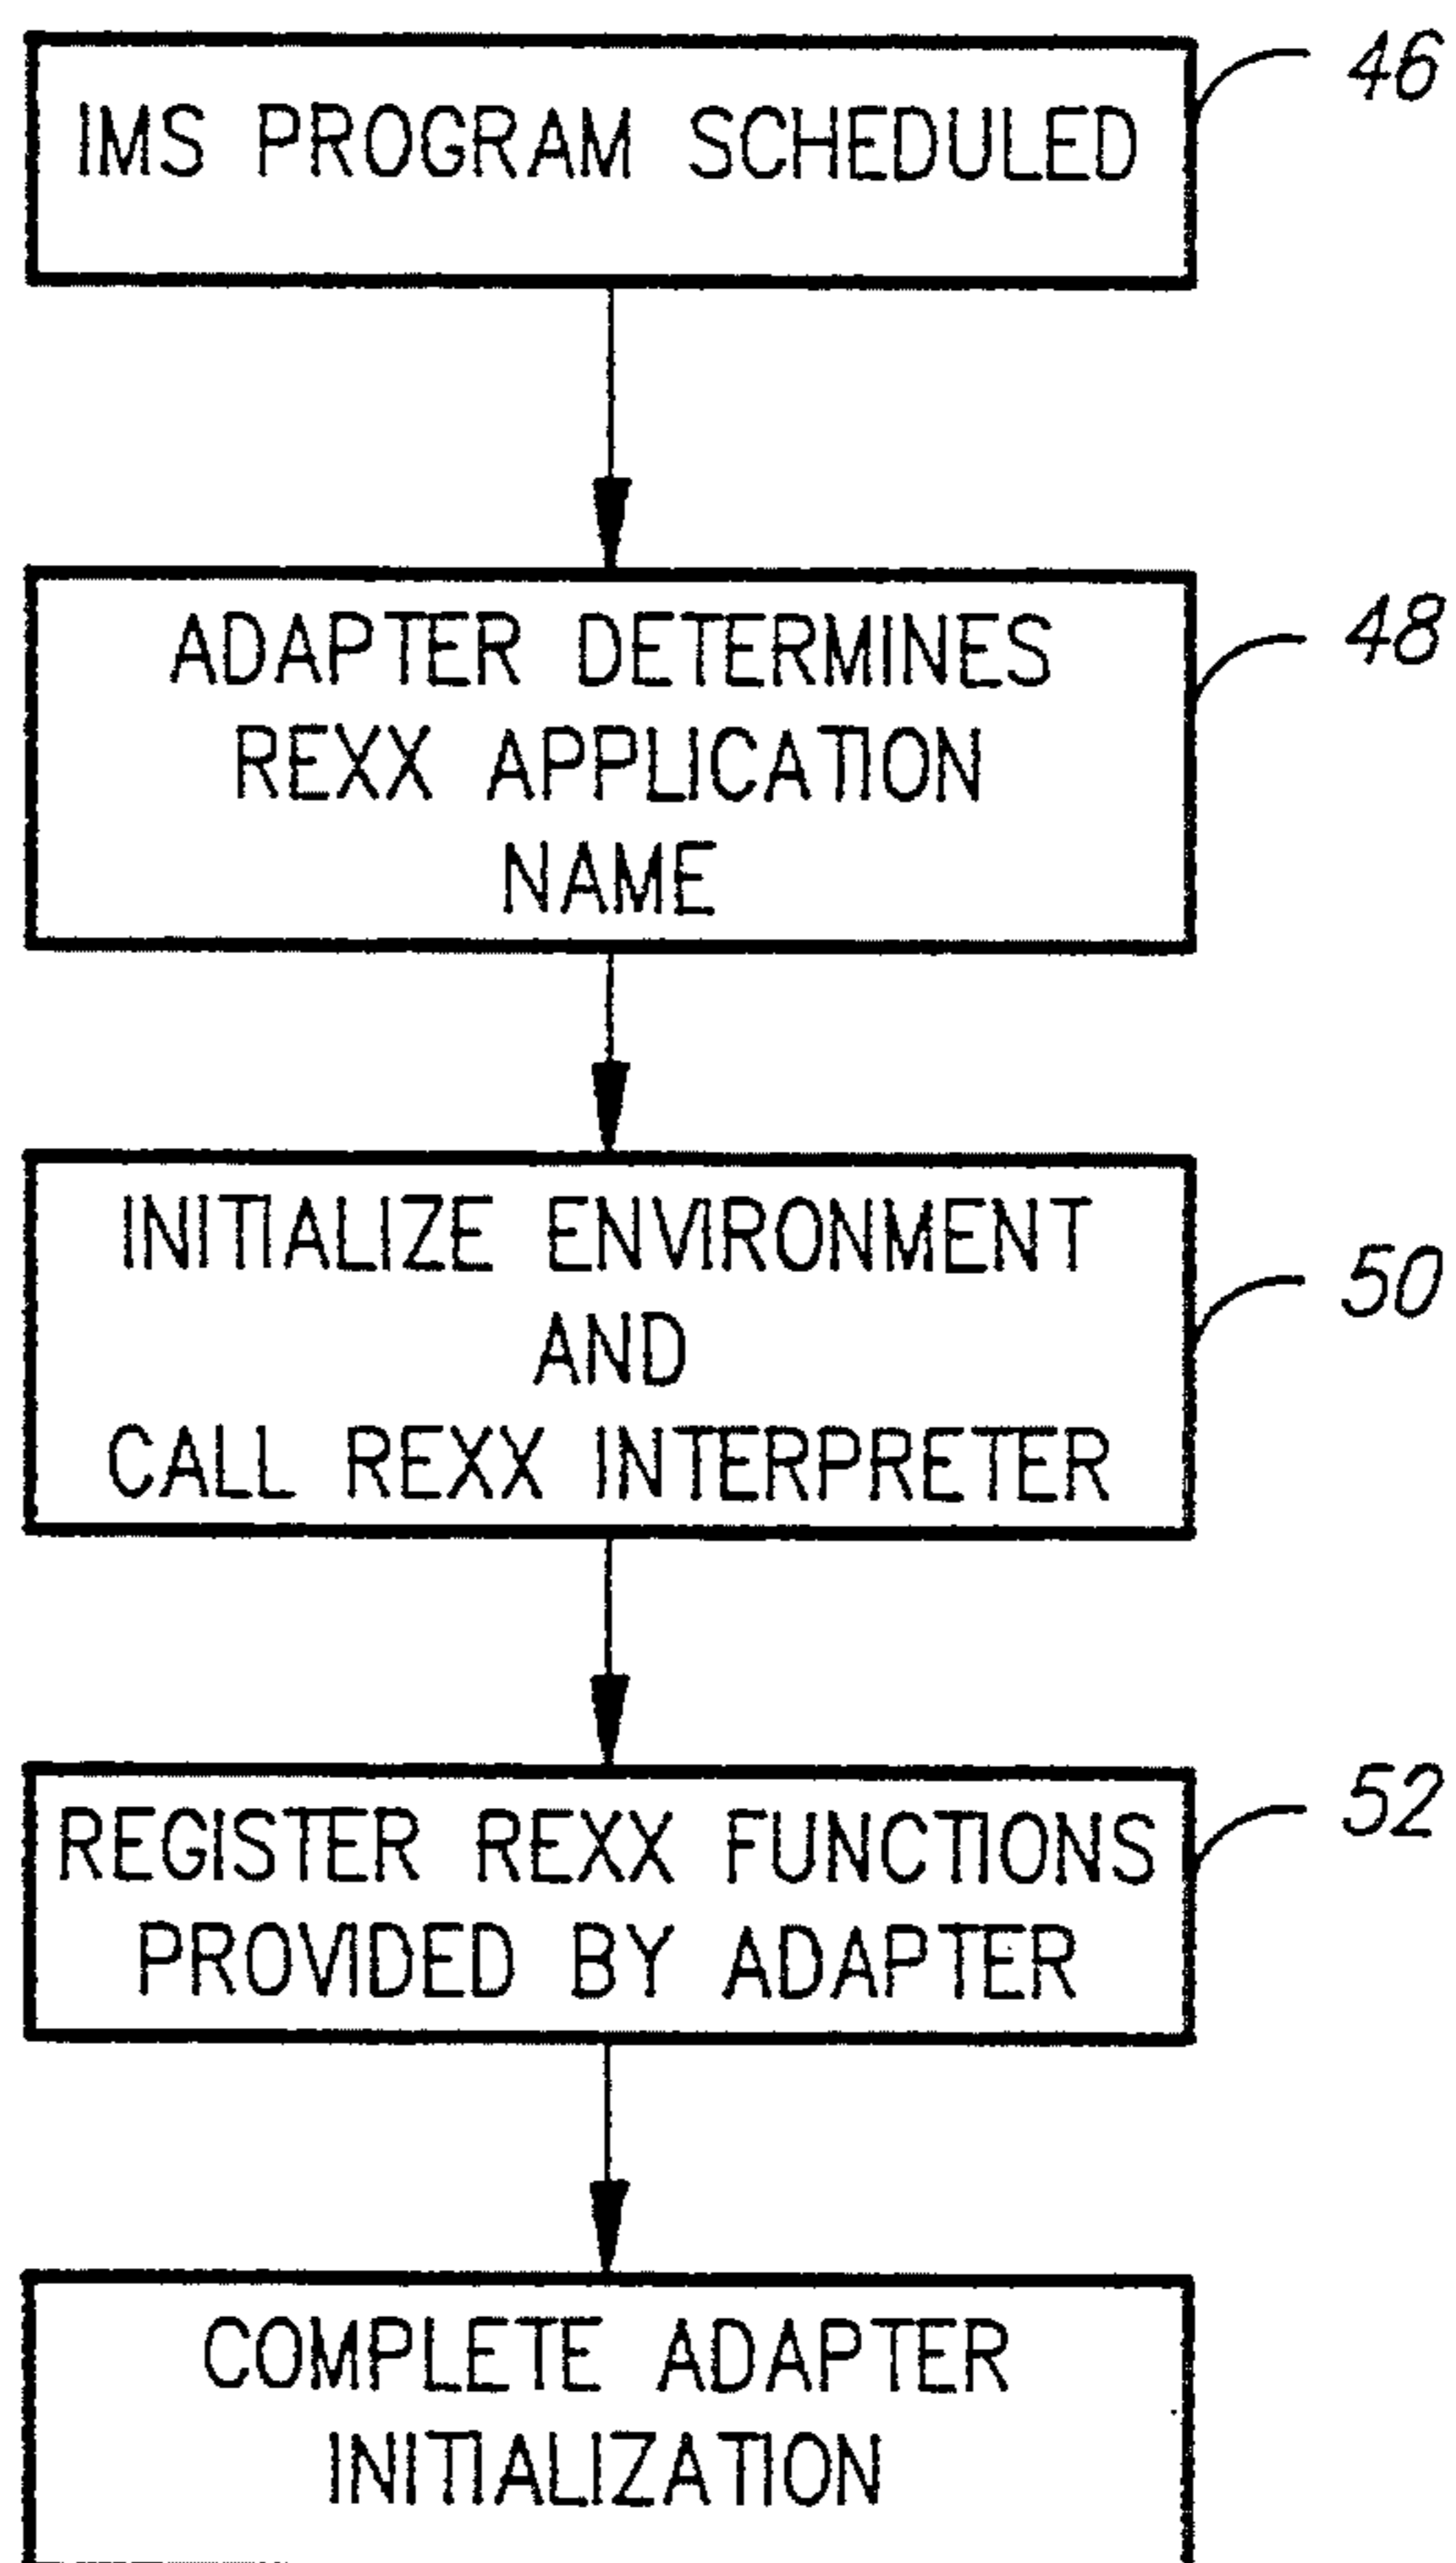 IMS PROGRAM SCHEDULED
46
ADAPTER DETERMINES
REXX APPLICATION
NAME
48
INITIALIZE ENVIRONMENT
AND
CALL REXX INTERPRETER
50
REGISTER REXX FUNCTIONS
PROVIDED BY ADAPTER
52
COMPLETE ADAPTER
INITIALIZATION